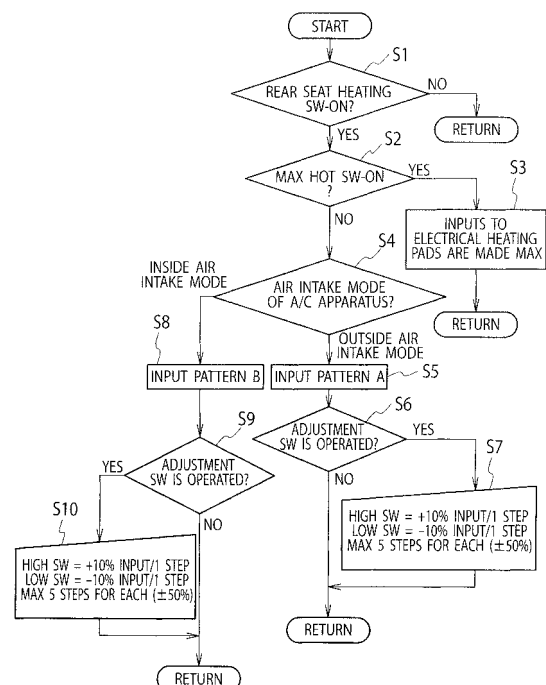 START
S1
REAR SEAT HEATING
SW-ON?
NO
RETURN
YES
S2
MAX HOT SW-ON
?
YES
S3
INPUTS TO
ELECTRICAL HEATING
PADS ARE MADE MAX
RETURN
NO
S4
INSIDE AIR
INTAKE MODE
AIR INTAKE MODE
OF A/C APPARATUS?
OUTSIDE AIR
INTAKE MODE
S8
INPUT PATTERN B
INPUT PATTERN A
S5
S6
ADJUSTMENT
SW IS OPERATED?
YES
S7
NO
HIGH SW = +10% INPUT/1 STEP
LOW SW = -10% INPUT/1 STEP
MAX 5 STEPS FOR EACH (±50%)
RETURN
S9
ADJUSTMENT
SW IS OPERATED?
YES
S10
NO
HIGH SW = +10% INPUT/1 STEP
LOW SW = -10% INPUT/1 STEP
MAX 5 STEPS FOR EACH (±50%)
RETURN